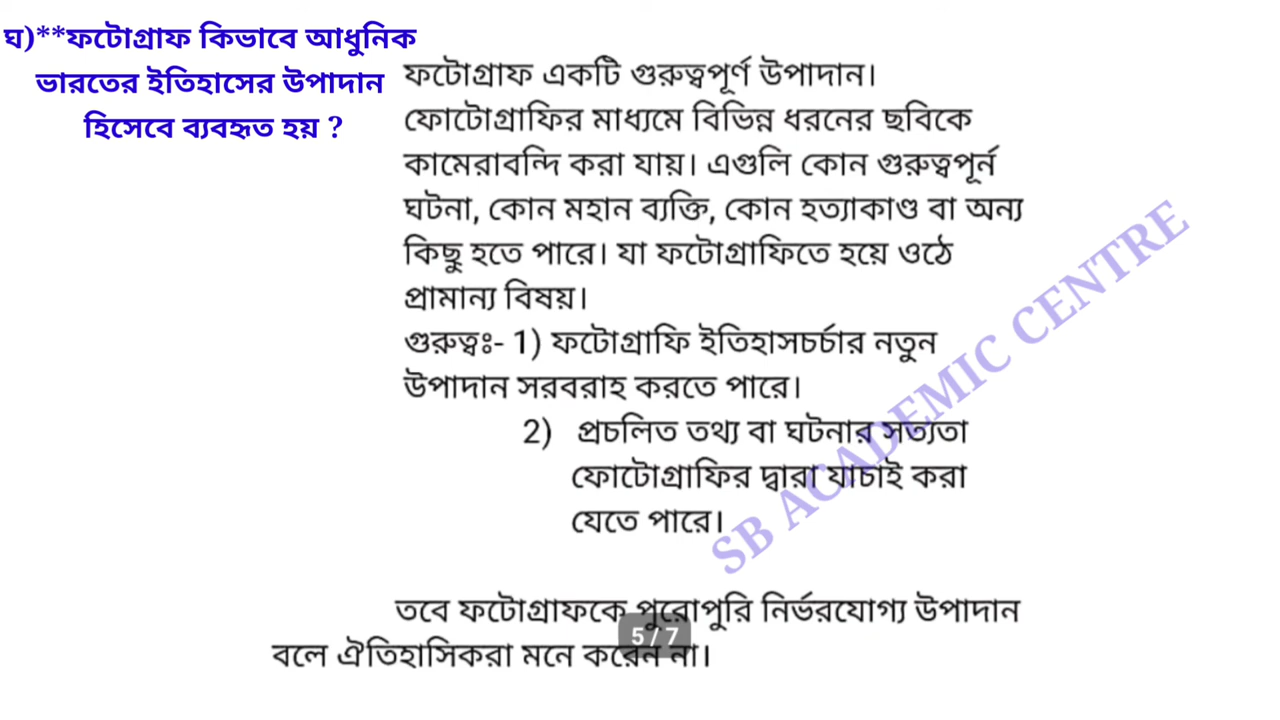 ঘ)**ফটোগ্রাফ কিভাবে আধুনিক
ভারতের ইতিহাসের উপাদান
হিসেবে ব্যবহৃত হয় ?
ফটোগ্রাফ একটি গুরুত্বপূর্ণ উপাদান।
ফোটোগ্রাফির মাধ্যমে বিভিন্ন ধরনের ছবিকে
কামেরাবন্দি করা যায়। এগুলি কোন গুরুত্বপূর্ন
ঘটনা, কোন মহান ব্যক্তি, কোন হত্যাকাণ্ড বা অন্য
কিছু হতে পারে। যা ফটোগ্রাফিতে হয়ে ওঠে
প্রামান্য বিষয়।
গুরুত্বঃ- 1) ফটোগ্রাফি ইতিহাসচর্চার নতুন
উপাদান সরবরাহ করতে পারে।
2) প্রচলিত তথ্য বা ঘটনার সত্যতা
ফোটোগ্রাফির দ্বারা যাচাই করা
যেতে পারে।
তবে ফটোগ্রাফকে পুরোপুরি নির্ভরযোগ্য উপাদান
বলে ঐতিহাসিকরা মনে করেন না।
5 / 7
SB ACADEMIC CENTRE